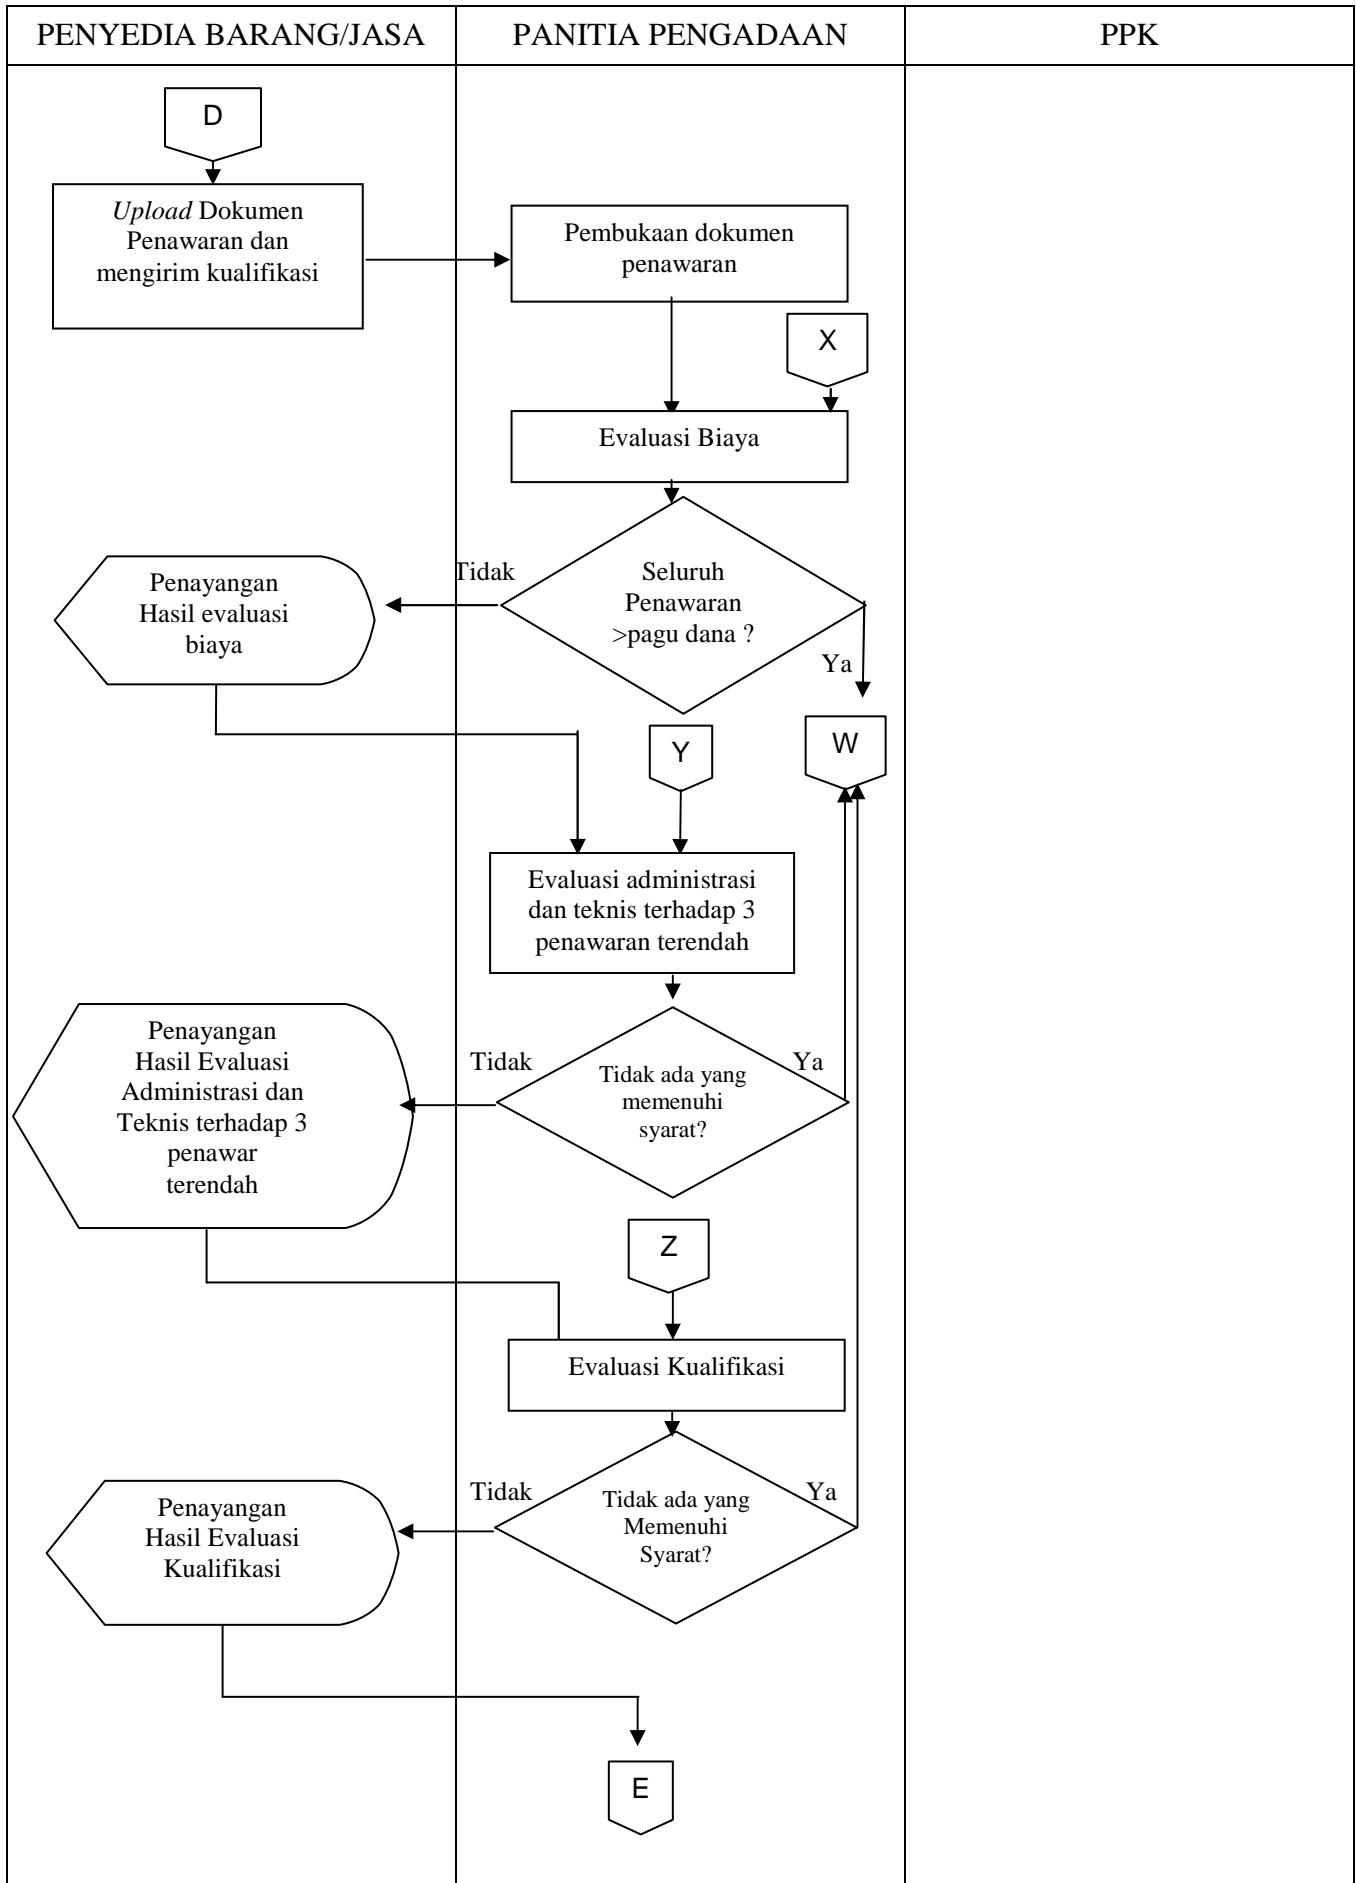 PENYEDIA BARANG/JASA
PANITIA PENGADAAN
PPK
D
Upload Dokumen
Penawaran dan
mengirim kualifikasi
Pembukaan dokumen
penawaran
X
Evaluasi Biaya
Tidak
Seluruh
Penawaran
>pagu dana ?
Ya
Penayangan
Hasil evaluasi
biaya
Y
W
Evaluasi administrasi
dan teknis terhadap 3
penawaran terendah
Penayangan
Hasil Evaluasi
Administrasi dan
Teknis terhadap 3
penawar
terendah
Tidak
Tidak ada yang
memenuhi
syarat?
Ya
Z
Evaluasi Kualifikasi
Tidak
Tidak ada yang
Memenuhi
Syarat?
Ya
Penayangan
Hasil Evaluasi
Kualifikasi
E